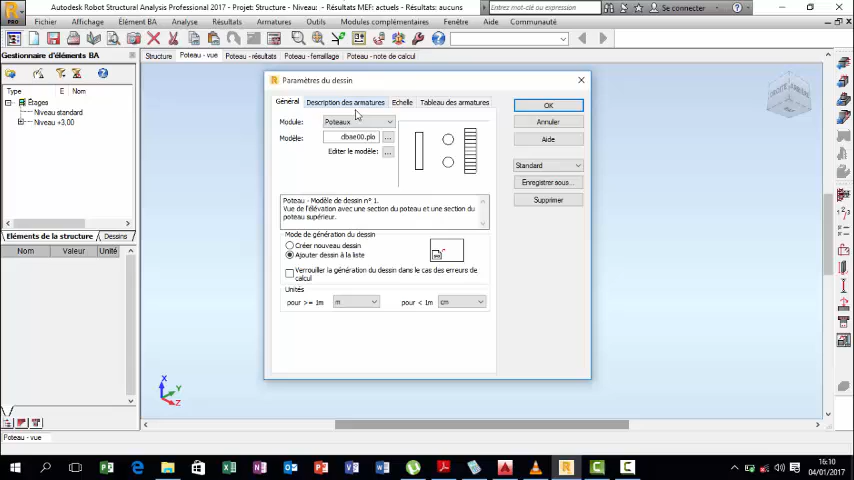 Autodesk Robot Structural Analysis Professional 2017 - Projet: Structure - Niveau: - Résultats MEF: actuels - Résultats: aucuns
Entrez mot-clé ou expression
Se connecter
PRO
Fichier Affichage Elément BA Analyse Résultats Armatures Outils Modules complémentaires Fenêtre Aide Communauté
Gestionnaire d'éléments BA
Structure Poteau - vue Poteau - résultats Poteau - ferraillage Poteau - note de calcul
Type E Nom
Étages
Niveau standard
Niveau +3,00
Eléments de la structure Dessins
Nom Valeur Unité
Paramètres du dessin
Général Description des armatures Echelle Tableau des armatures
Module: Poteaux
Modèle: dbae00.plo ...
Editer le modèle: ...
Poteau - Modèle de dessin n° 1.
Vue de l'élévation avec une section du poteau et une section du
poteau supérieur.
Mode de génération du dessin
Créer nouveau dessin
Ajouter dessin à la liste
Verrouiller la génération du dessin dans le cas des erreurs de
calcul
Unités
pour >= 1m m pour < 1m cm
OK
Annuler
Aide
Standard
Enregistrer sous...
Supprimer
DROITE
ARRIÈRE
X
Y
Z
Poteau - vue
16:10
04/01/2017